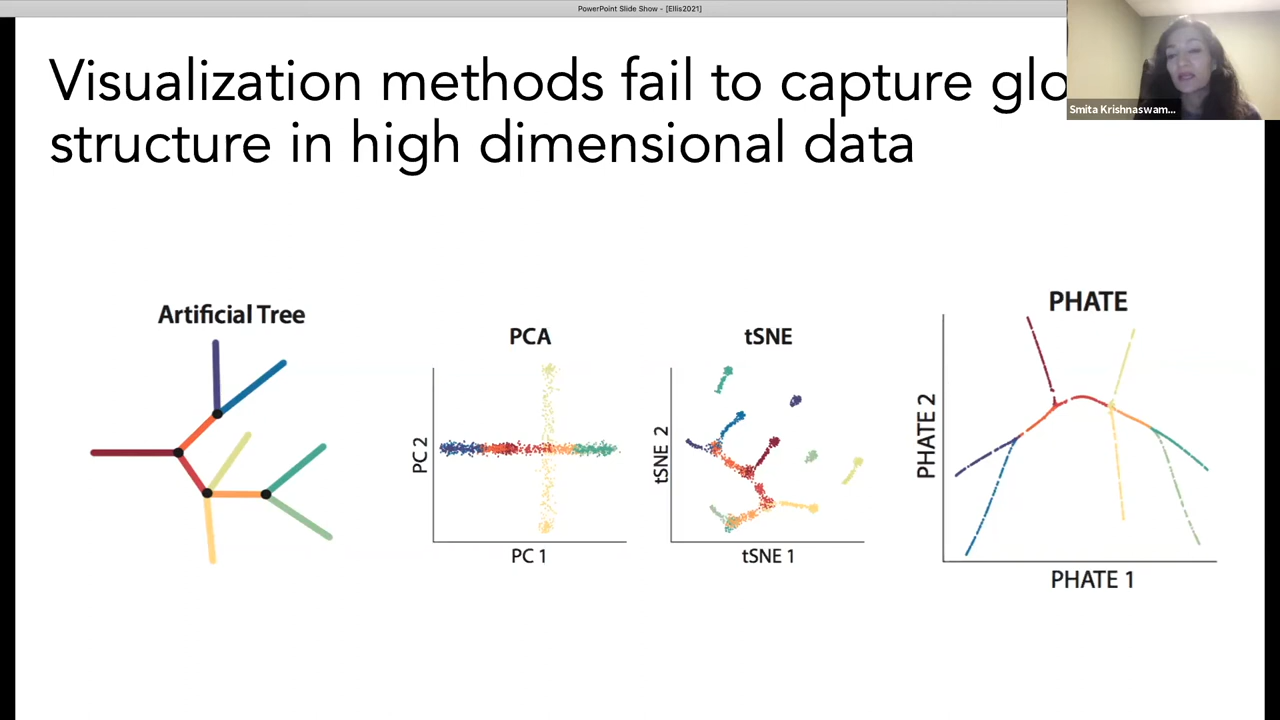 PowerPoint Slide Show - [Ellis2021]
Visualization methods fail to capture glo
structure in high dimensional data
Smita Krishnaswam...
Artificial Tree
PCA
PC 2
PC 1
tSNE
tSNE 2
tSNE 1
PHATE
PHATE 2
PHATE 1